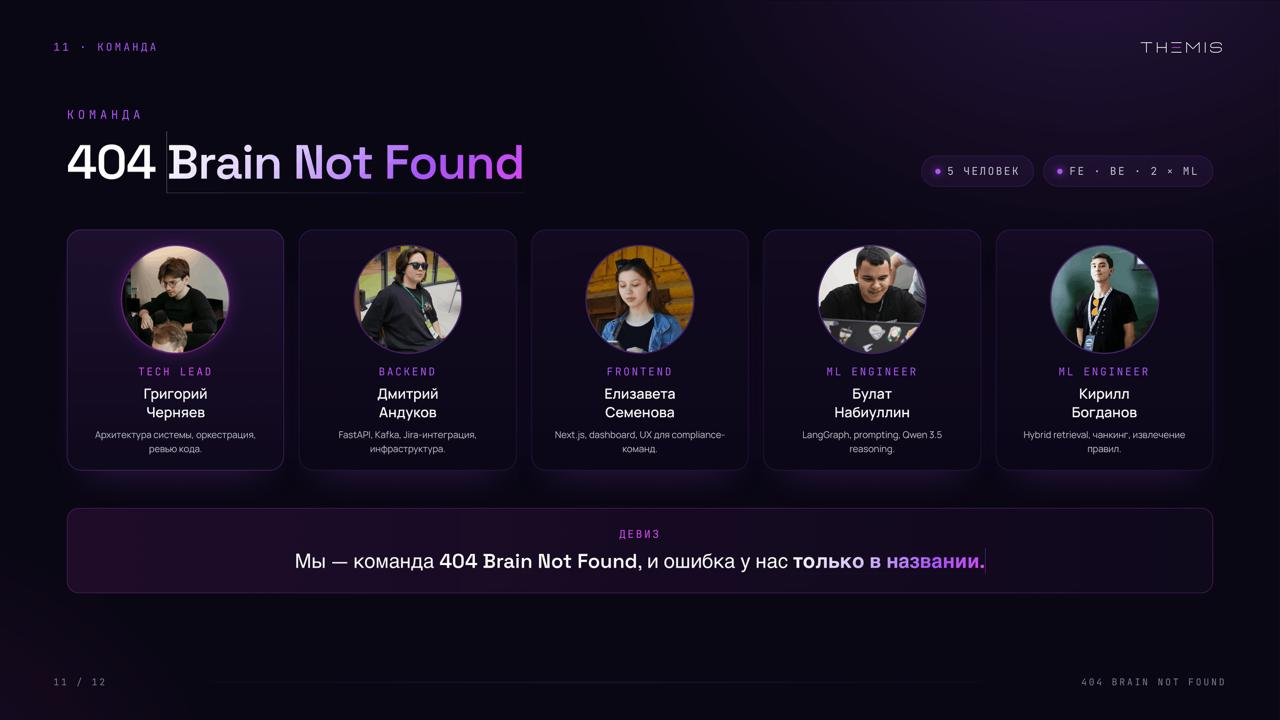 11 · КОМАНДА
THEMIS
КОМАНДА
404 Brain Not Found
5 ЧЕЛОВЕК
FE · BE · 2 × ML
TECH LEAD
Григорий
Черняев
Архитектура системы, оркестрация,
ревью кода.
BACKEND
Дмитрий
Андуков
FastAPI, Kafka, Jira-интеграция,
инфраструктура.
FRONTEND
Елизавета
Семенова
Next.js, dashboard, UX для compliance-
команд.
ML ENGINEER
Булат
Набиуллин
LangGraph, prompting, Qwen 3.5
reasoning.
ML ENGINEER
Кирилл
Богданов
Hybrid retrieval, чанкинг, извлечение
правил.
ДЕВИЗ
Мы — команда 404 Brain Not Found, и ошибка у нас только в названии.
11 / 12
404 BRAIN NOT FOUND